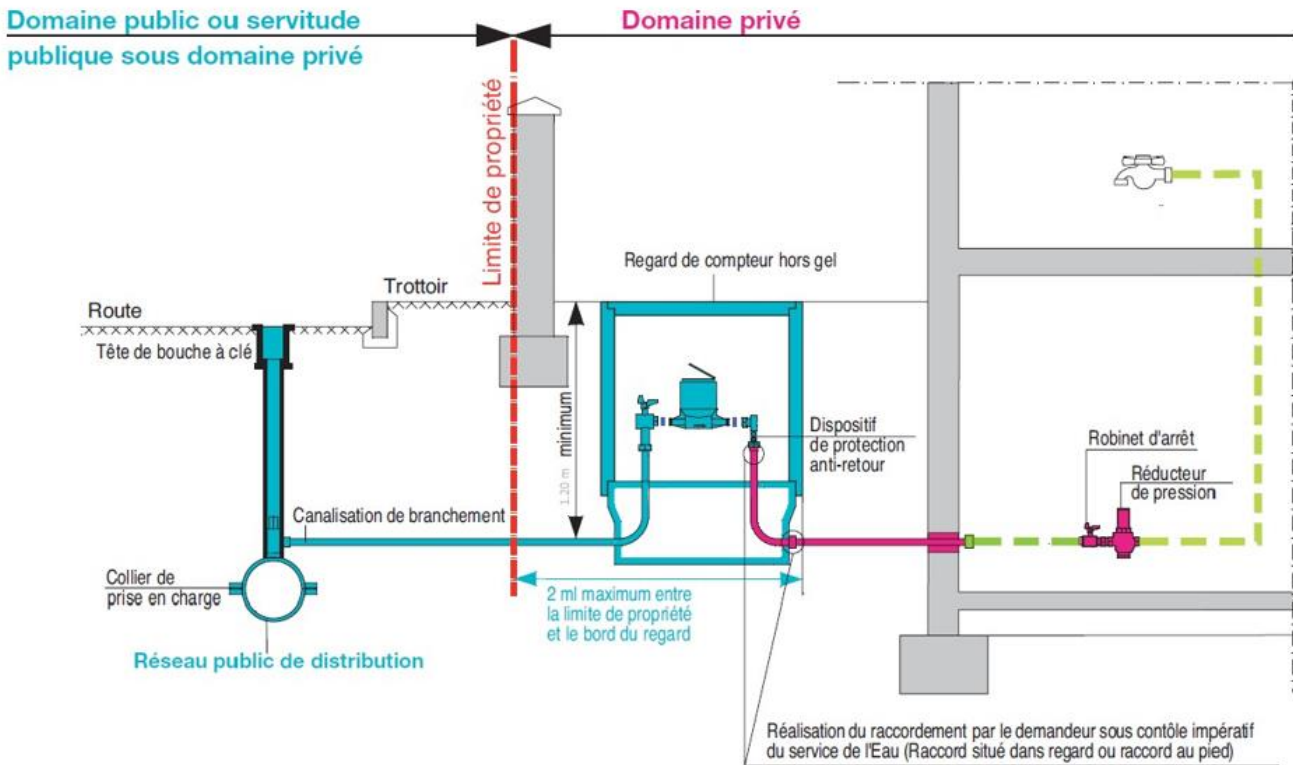 Domaine public ou servitude
publique sous domaine privé
Domaine privé
Limite de propriété
Regard de compteur hors gel
Trottoir
Route
Tête de bouche à clé
1.20 m minimum
Dispositif
de protection
anti-retour
Robinet d'arrêt
Réducteur
de pression
Canalisation de branchement
Collier de
prise en charge
2 ml maximum entre
la limite de propriété
et le bord du regard
Réseau public de distribution
Réalisation du raccordement par le demandeur sous contôle impératif
du service de l'Eau (Raccord situé dans regard ou raccord au pied)